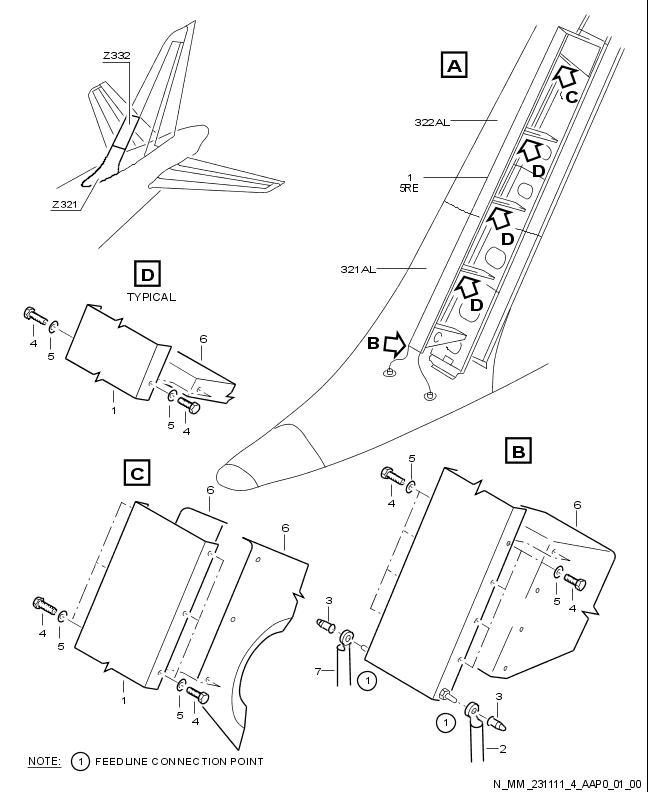 Z332
Z321
A
322AL
1
5RE
321AL
C
D
D
D
B
D
TYPICAL
4
5
6
1
5
4
C
6
6
4
5
1
5
4
B
5
4
6
5
4
3
7
1
1
3
2
NOTE: 1 FEEDLINE CONNECTION POINT
N_MM_231111_4_AAP0_01_00